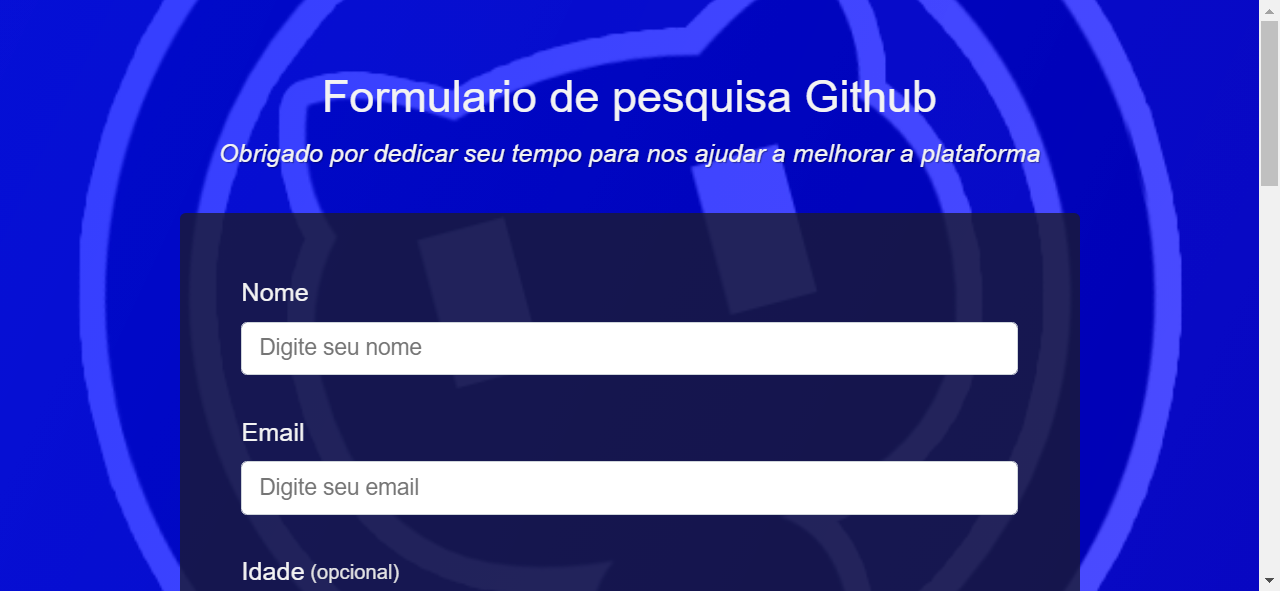 Formulario de pesquisa Github
Obrigado por dedicar seu tempo para nos ajudar a melhorar a plataforma
Nome
Digite seu nome
Email
Digite seu email
Idade (opcional)